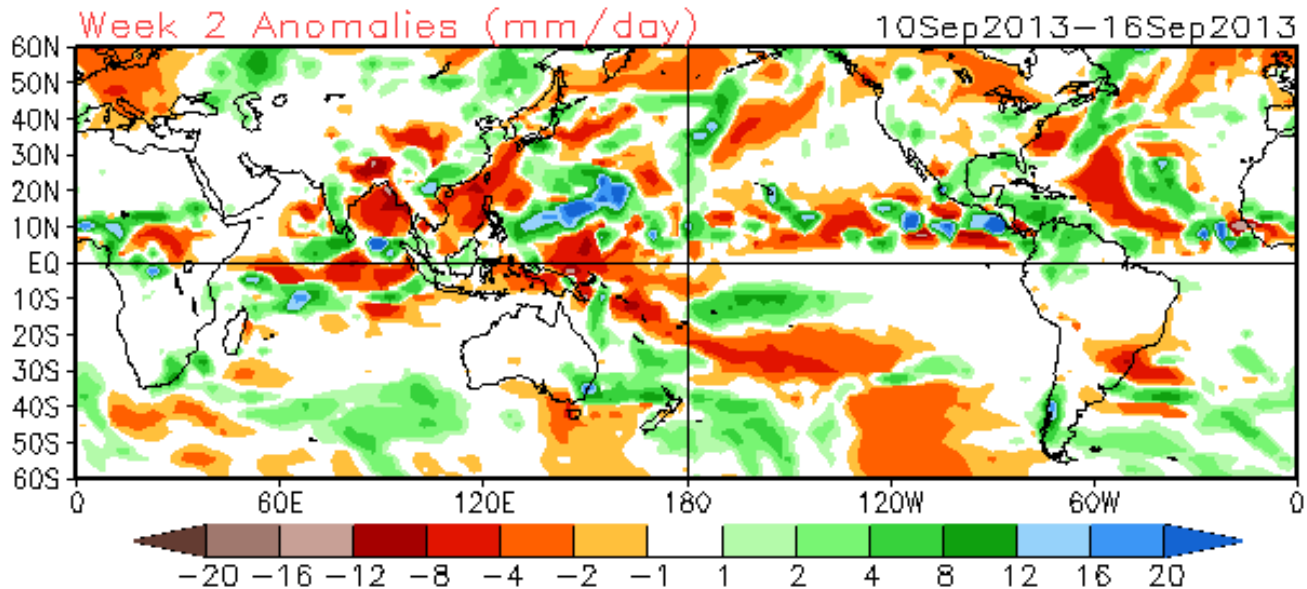 Week 2 Anomalies (mm/day) 10Sep2013−16Sep2013
60N
50N
40N
30N
20N
10N
EQ
10S
20S
30S
40S
50S
60S
0 60E 120E 180 120W 60W 0
−20 −16 −12 −8 −4 −2 −1 1 2 4 8 12 16 20